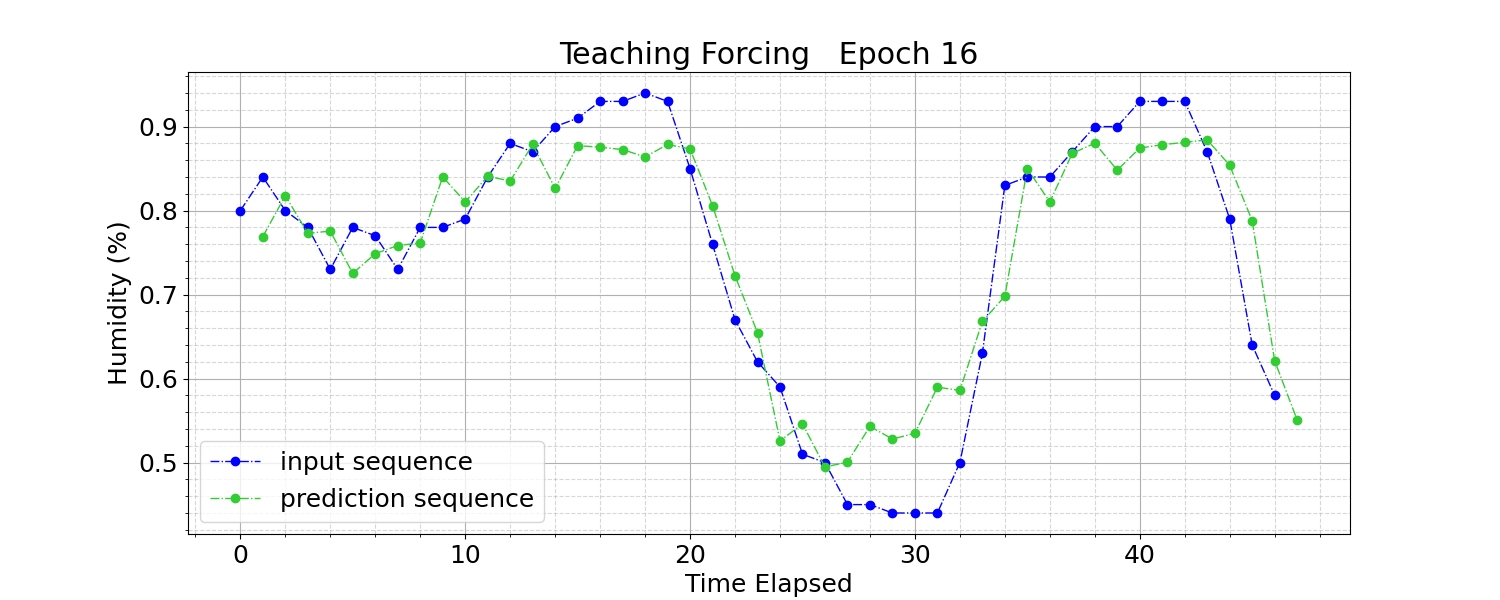 Teaching Forcing   Epoch 16
Humidity (%)
0.9
0.8
0.7
0.6
0.5
input sequence
prediction sequence
0 10 20 30 40
Time Elapsed